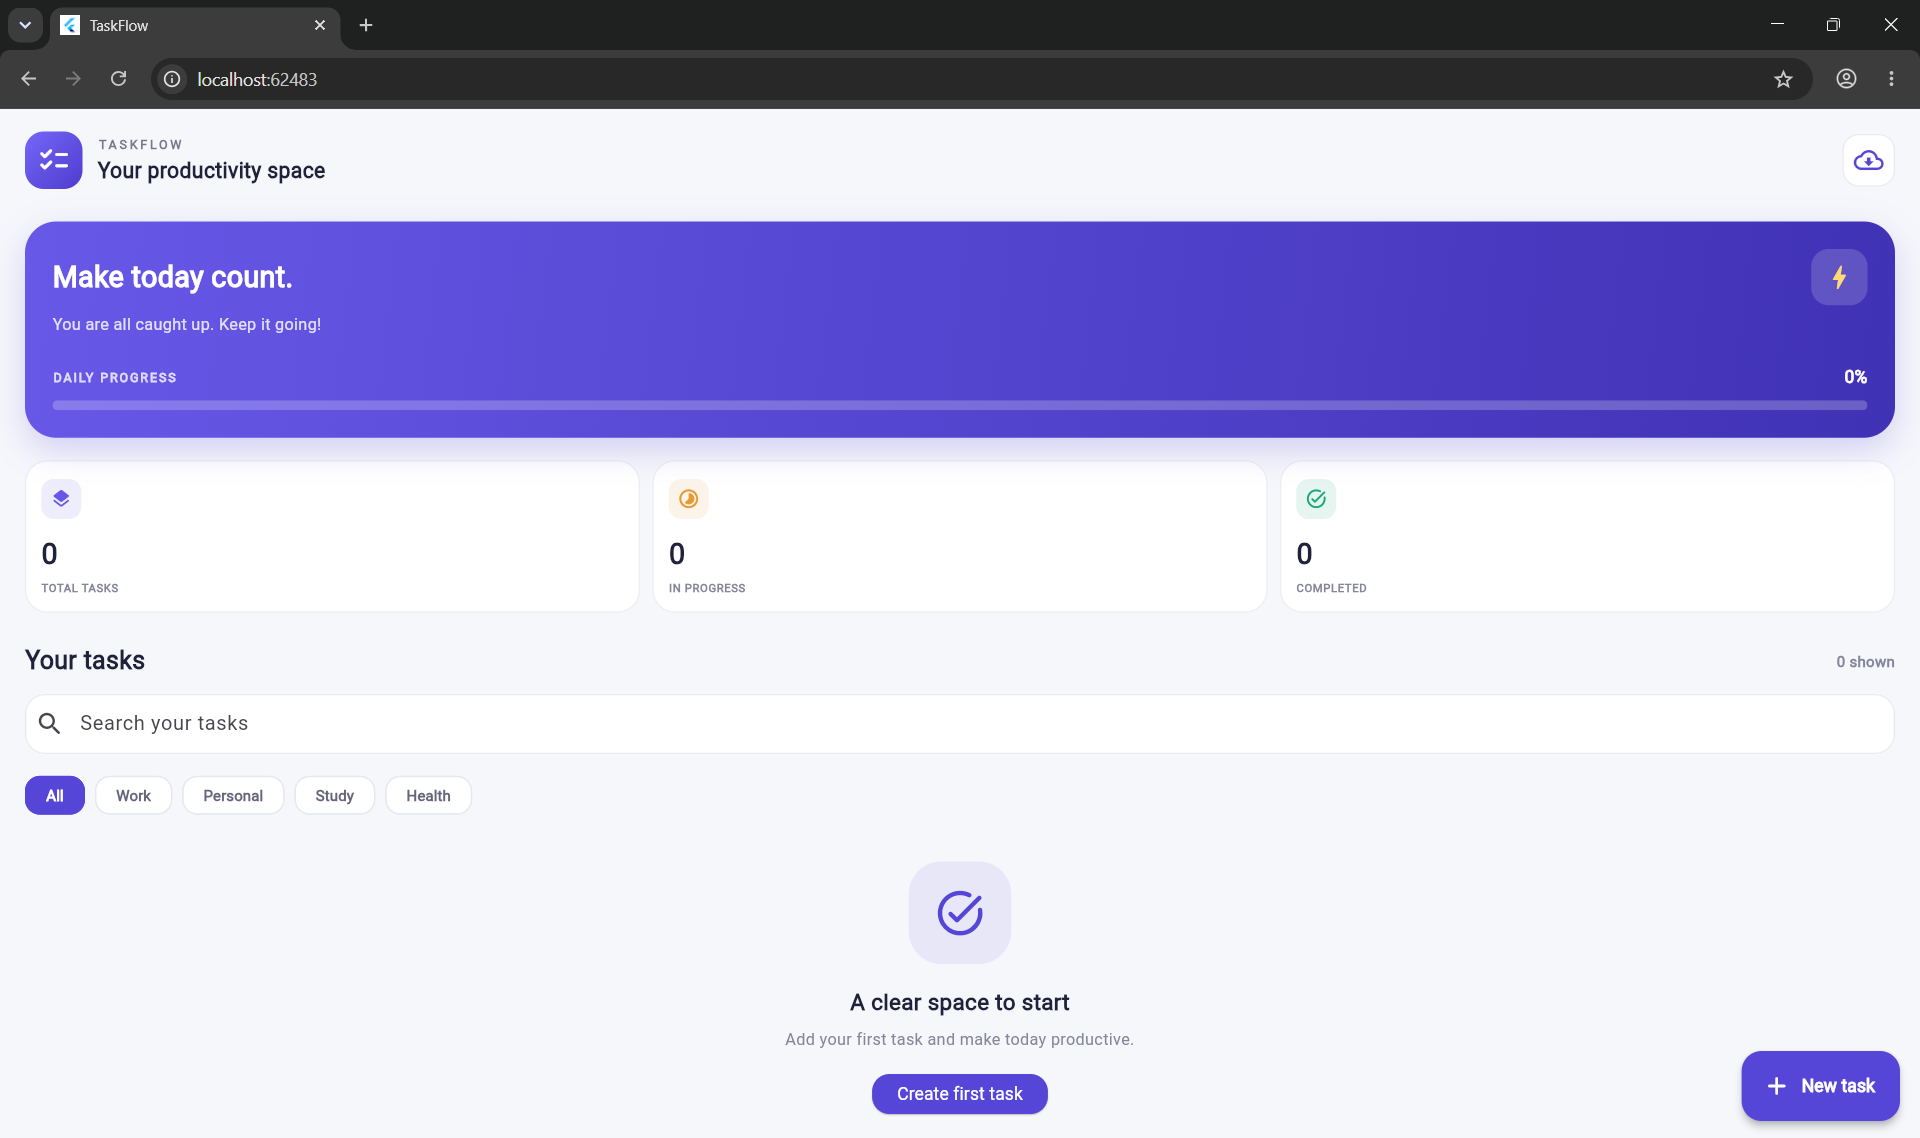 TaskFlow
localhost:62483
TASKFLOW
Your productivity space
Make today count.
You are all caught up. Keep it going!
DAILY PROGRESS
0%
0
TOTAL TASKS
0
IN PROGRESS
0
COMPLETED
Your tasks
0 shown
Search your tasks
All
Work
Personal
Study
Health
A clear space to start
Add your first task and make today productive.
Create first task
New task